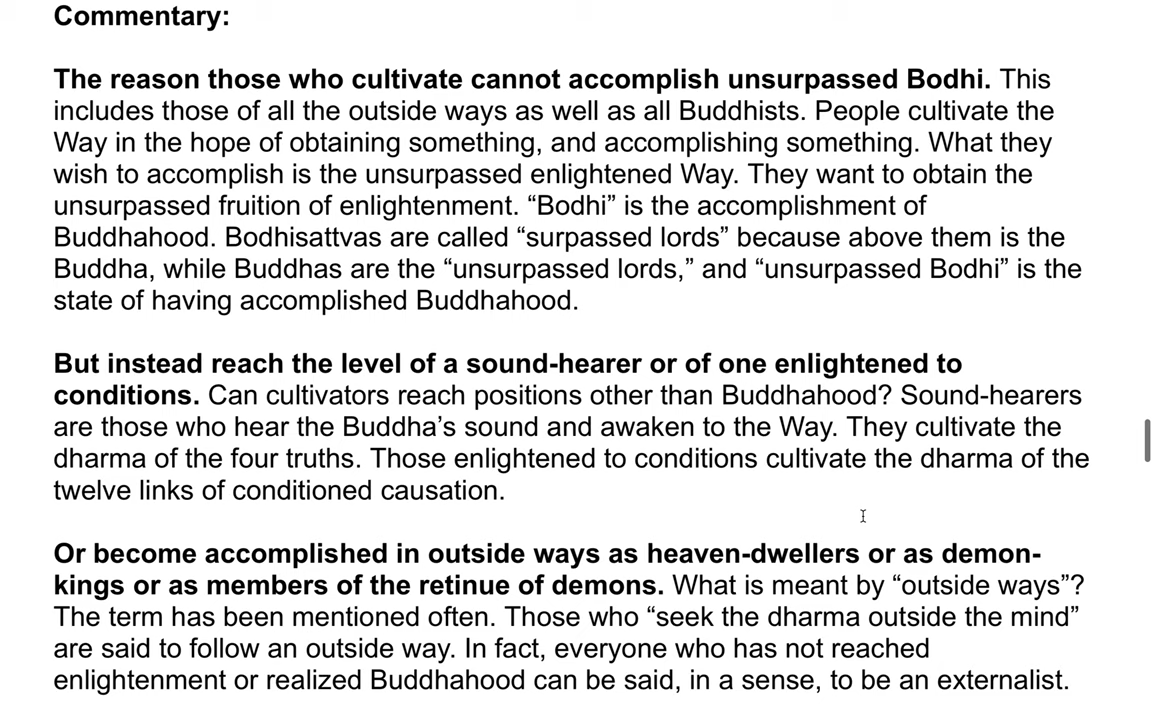 Commentary:
The reason those who cultivate cannot accomplish unsurpassed Bodhi. This
includes those of all the outside ways as well as all Buddhists. People cultivate the
Way in the hope of obtaining something, and accomplishing something. What they
wish to accomplish is the unsurpassed enlightened Way. They want to obtain the
unsurpassed fruition of enlightenment. “Bodhi” is the accomplishment of
Buddhahood. Bodhisattvas are called “surpassed lords” because above them is the
Buddha, while Buddhas are the “unsurpassed lords,” and “unsurpassed Bodhi” is the
state of having accomplished Buddhahood.
But instead reach the level of a sound-hearer or of one enlightened to
conditions. Can cultivators reach positions other than Buddhahood? Sound-hearers
are those who hear the Buddha’s sound and awaken to the Way. They cultivate the
dharma of the four truths. Those enlightened to conditions cultivate the dharma of the
twelve links of conditioned causation.
Or become accomplished in outside ways as heaven-dwellers or as demon-
kings or as members of the retinue of demons. What is meant by “outside ways”?
The term has been mentioned often. Those who “seek the dharma outside the mind”
are said to follow an outside way. In fact, everyone who has not reached
enlightenment or realized Buddhahood can be said, in a sense, to be an externalist.